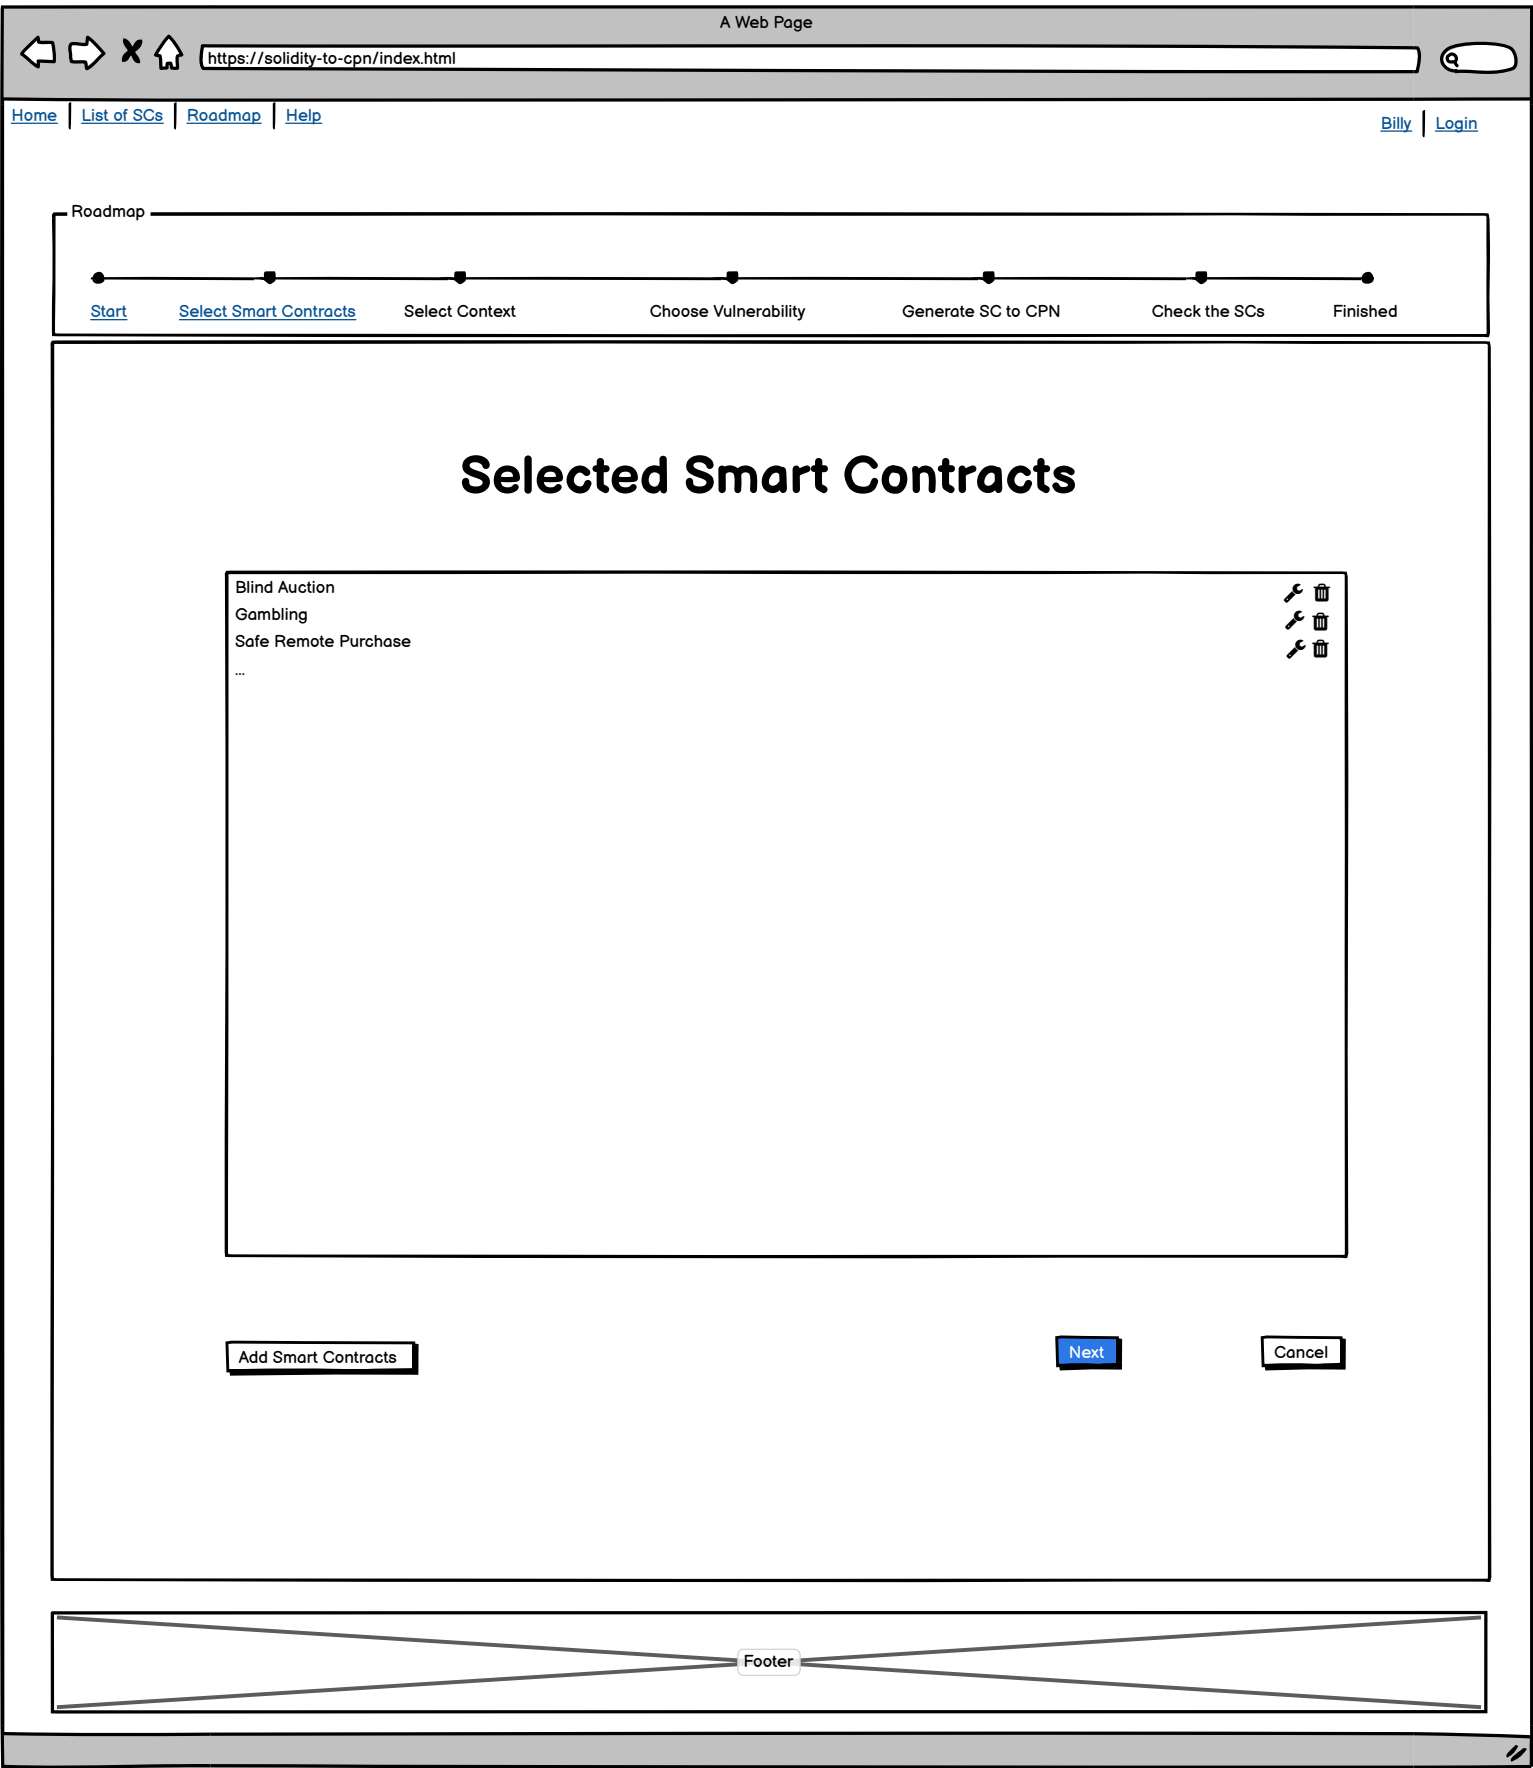 A Web Page
https://solidity-to-cpn/index.html
Home List of SCs Roadmap Help
Billy Login
Roadmap
Start Select Smart Contracts Select Context Choose Vulnerability Generate SC to CPN Check the SCs Finished
Selected Smart Contracts
Blind Auction
Gambling
Safe Remote Purchase
...
Add Smart Contracts Next Cancel
Footer